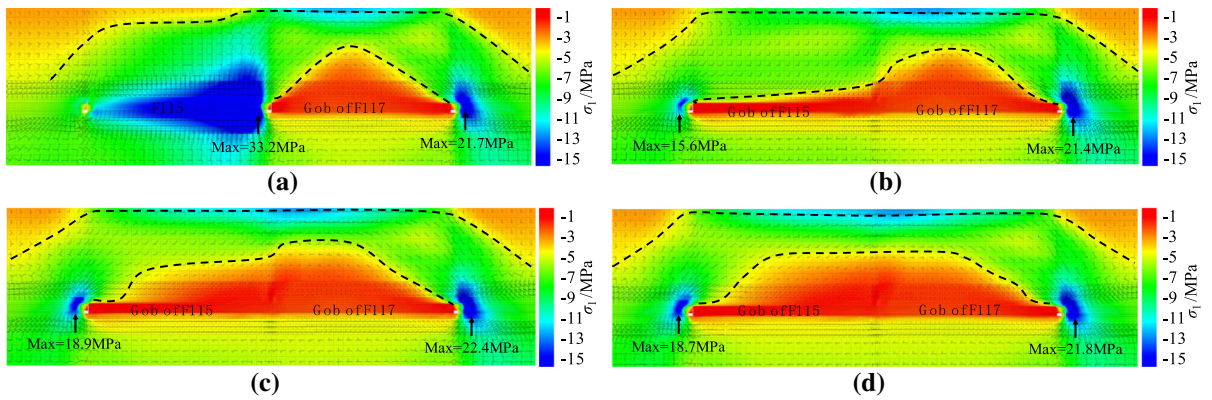 -1
-3
-5
-7
-9
-11
-13
-15
σ1 /MPa
F115
Gob of F117
Max=33.2MPa
Max=21.7MPa
(a)
-1
-3
-5
-7
-9
-11
-13
-15
σ1 /MPa
Gob of F115
Gob of F117
Max=15.6MPa
Max=21.4MPa
(b)
-1
-3
-5
-7
-9
-11
-13
-15
σ1 /MPa
Gob of F115
Gob of F117
Max=18.9MPa
Max=22.4MPa
(c)
-1
-3
-5
-7
-9
-11
-13
-15
σ1 /MPa
Gob of F115
Gob of F117
Max=18.7MPa
Max=21.8MPa
(d)